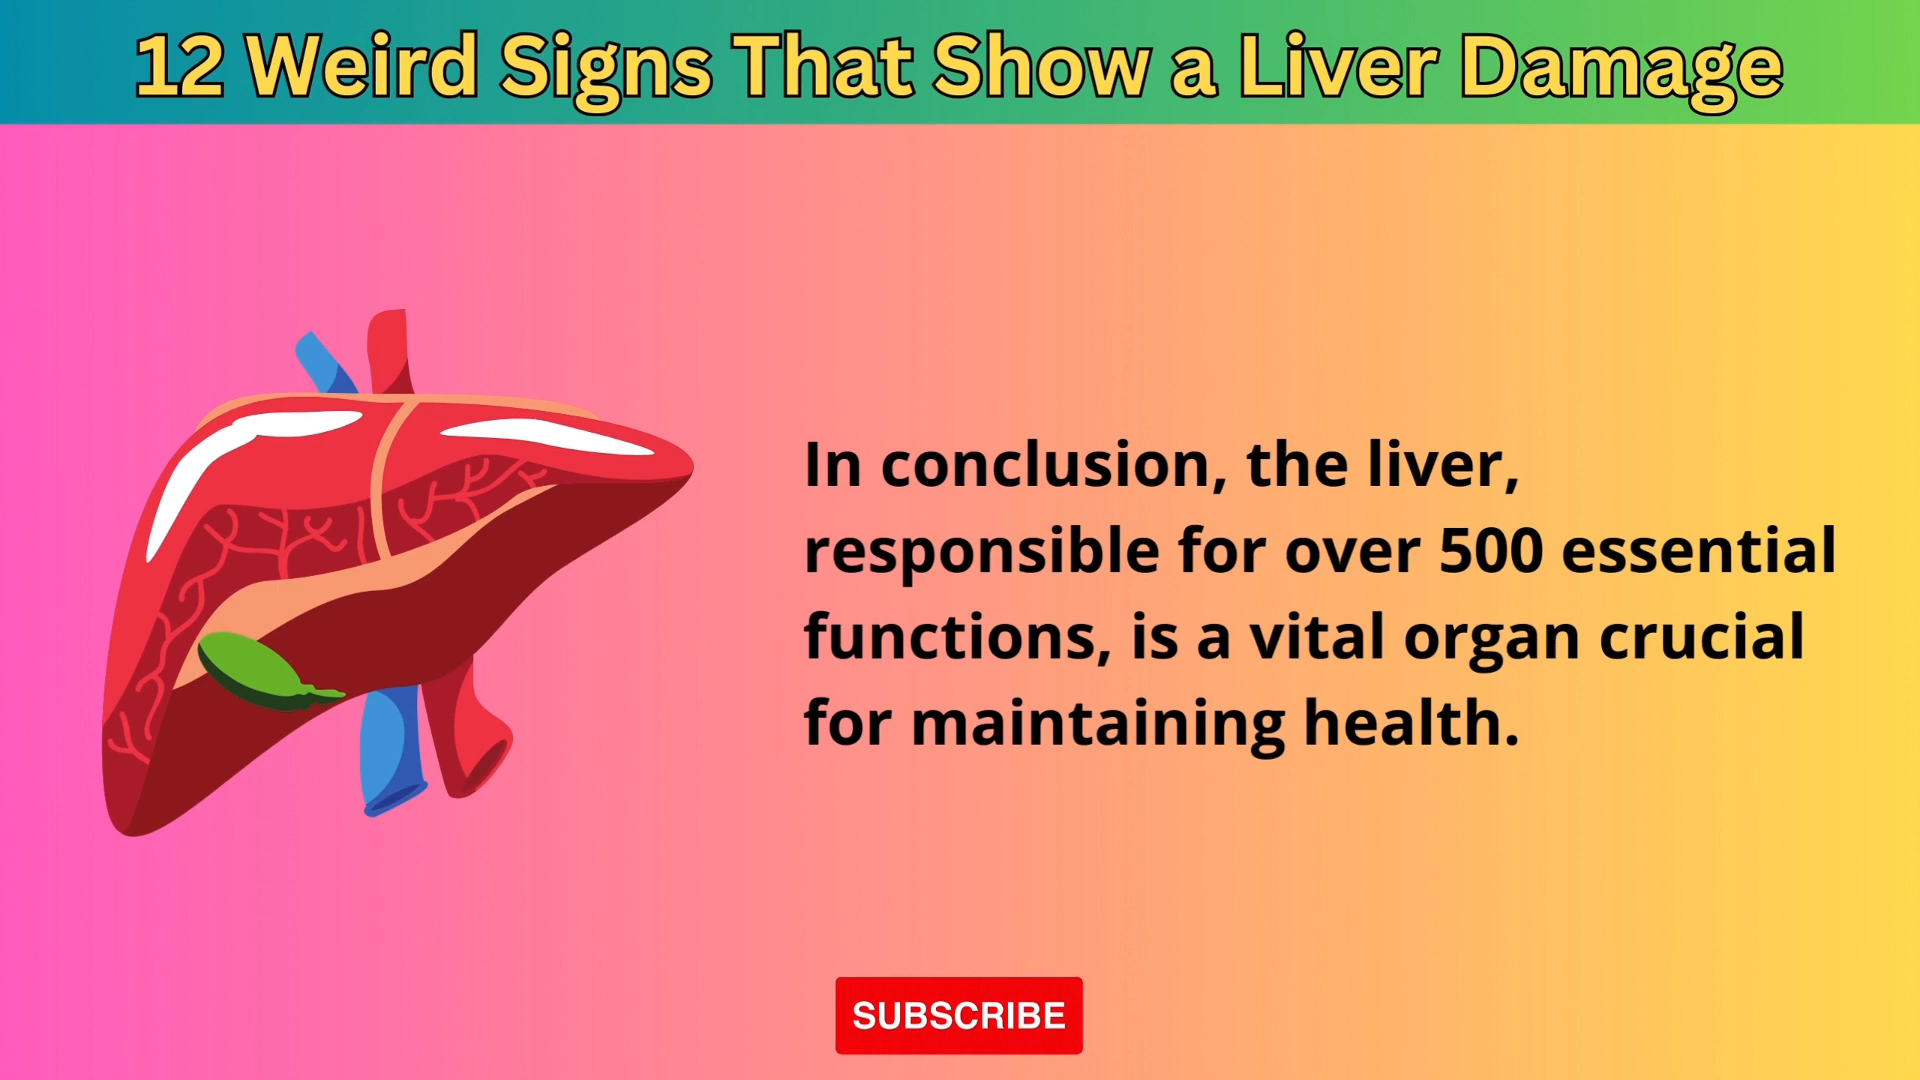 12 Weird Signs That Show a Liver Damage
In conclusion, the liver,
responsible for over 500 essential
functions, is a vital organ crucial
for maintaining health.
SUBSCRIBE